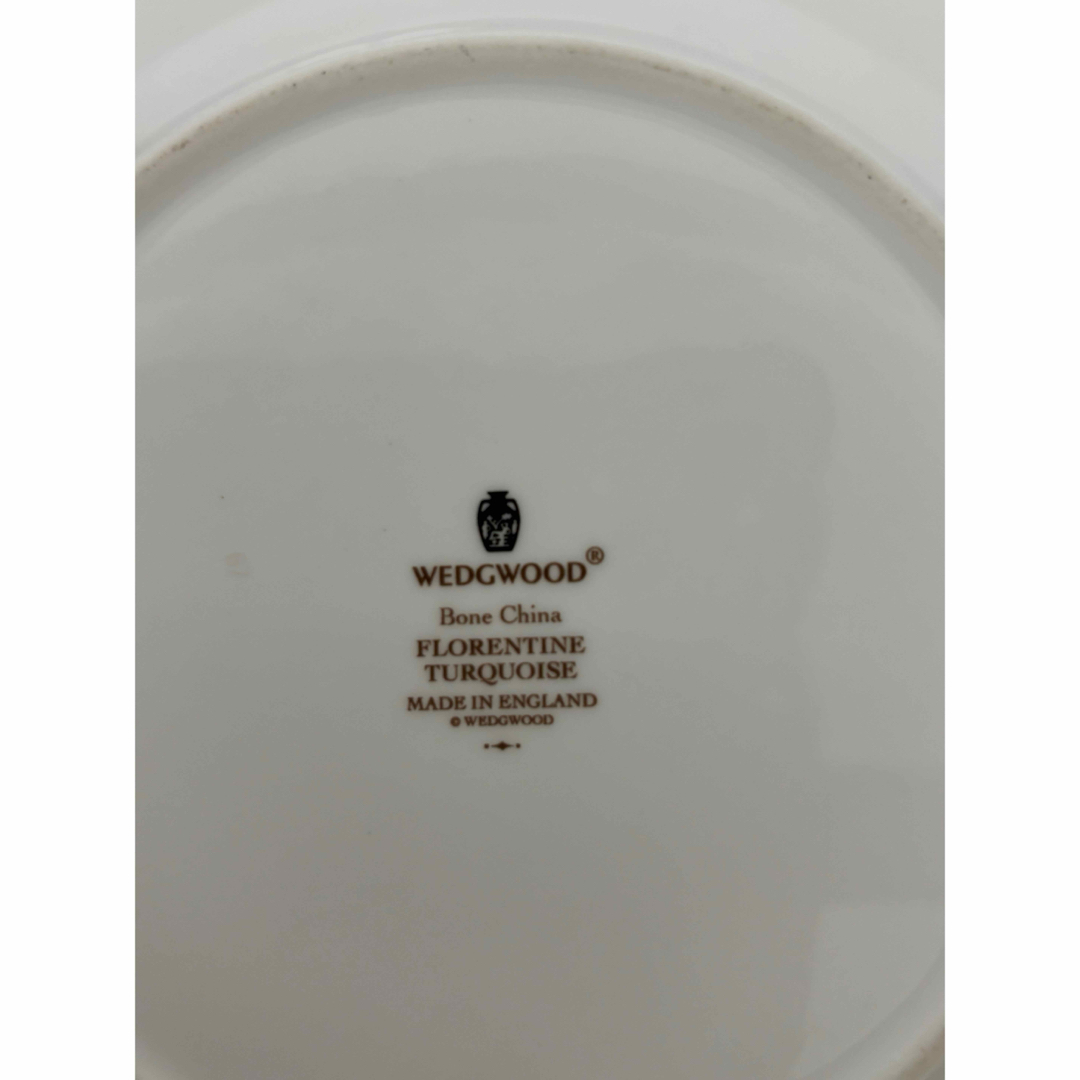 WEDGWOOD®
Bone China
FLORENTINE
TURQUOISE
MADE IN ENGLAND
© WEDGWOOD